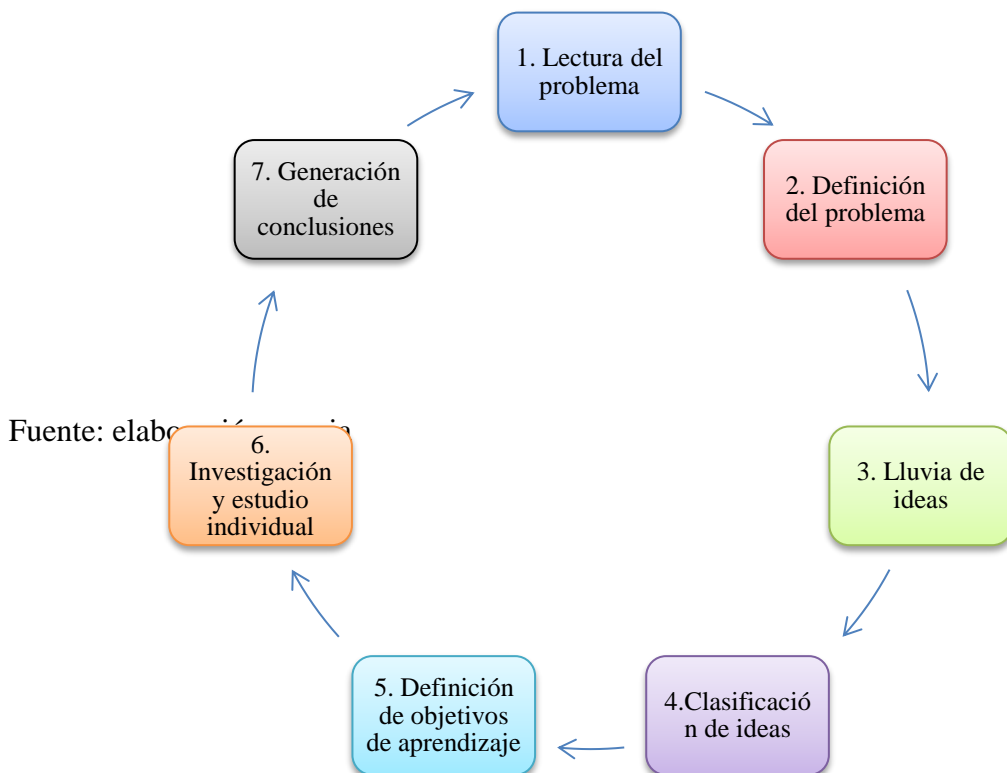 1. Lectura del
problema
2. Definición
del problema
3. Lluvia de
ideas
4.Clasificació
n de ideas
5. Definición
de objetivos
de aprendizaje
6.
Investigación
y estudio
individual
7. Generación
de
conclusiones
Fuente: